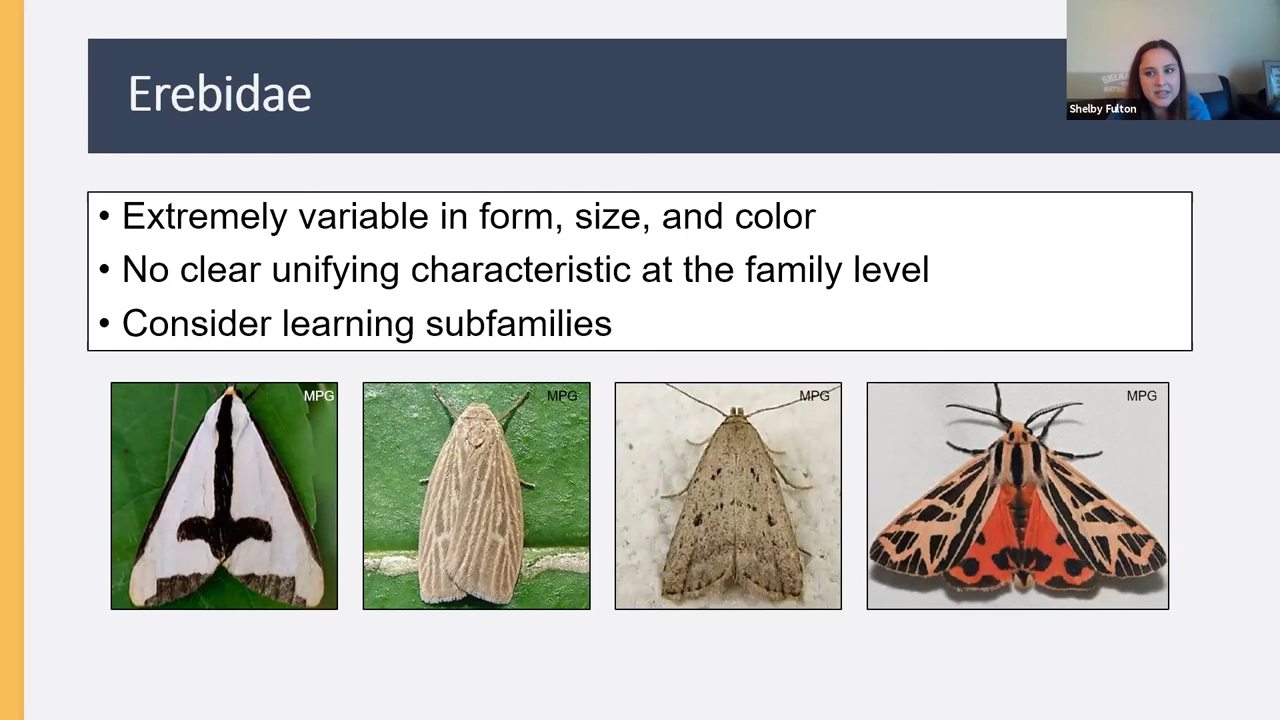 Erebidae
Shelby Fulton
• Extremely variable in form, size, and color
• No clear unifying characteristic at the family level
• Consider learning subfamilies
MPG
MPG
MPG
MPG